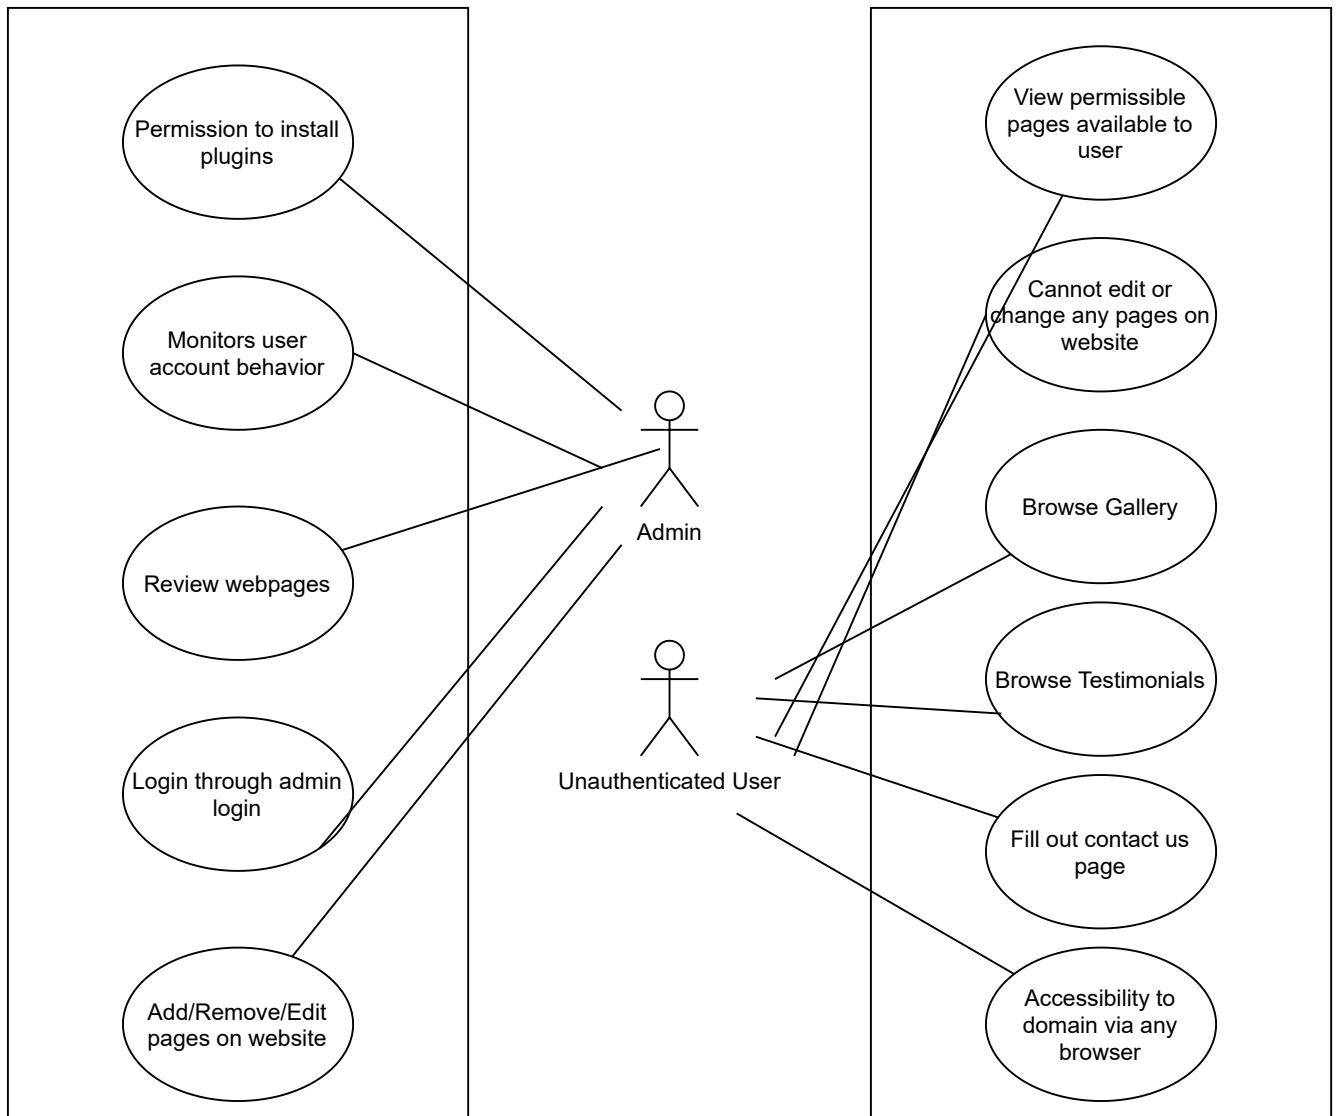 Permission to install
plugins
Monitors user
account behavior
Review webpages
Login through admin
login
Add/Remove/Edit
pages on website
Admin
Unauthenticated User
View permissible
pages available to
user
Cannot edit or
change any pages on
website
Browse Gallery
Browse Testimonials
Fill out contact us
page
Accessibility to
domain via any
browser